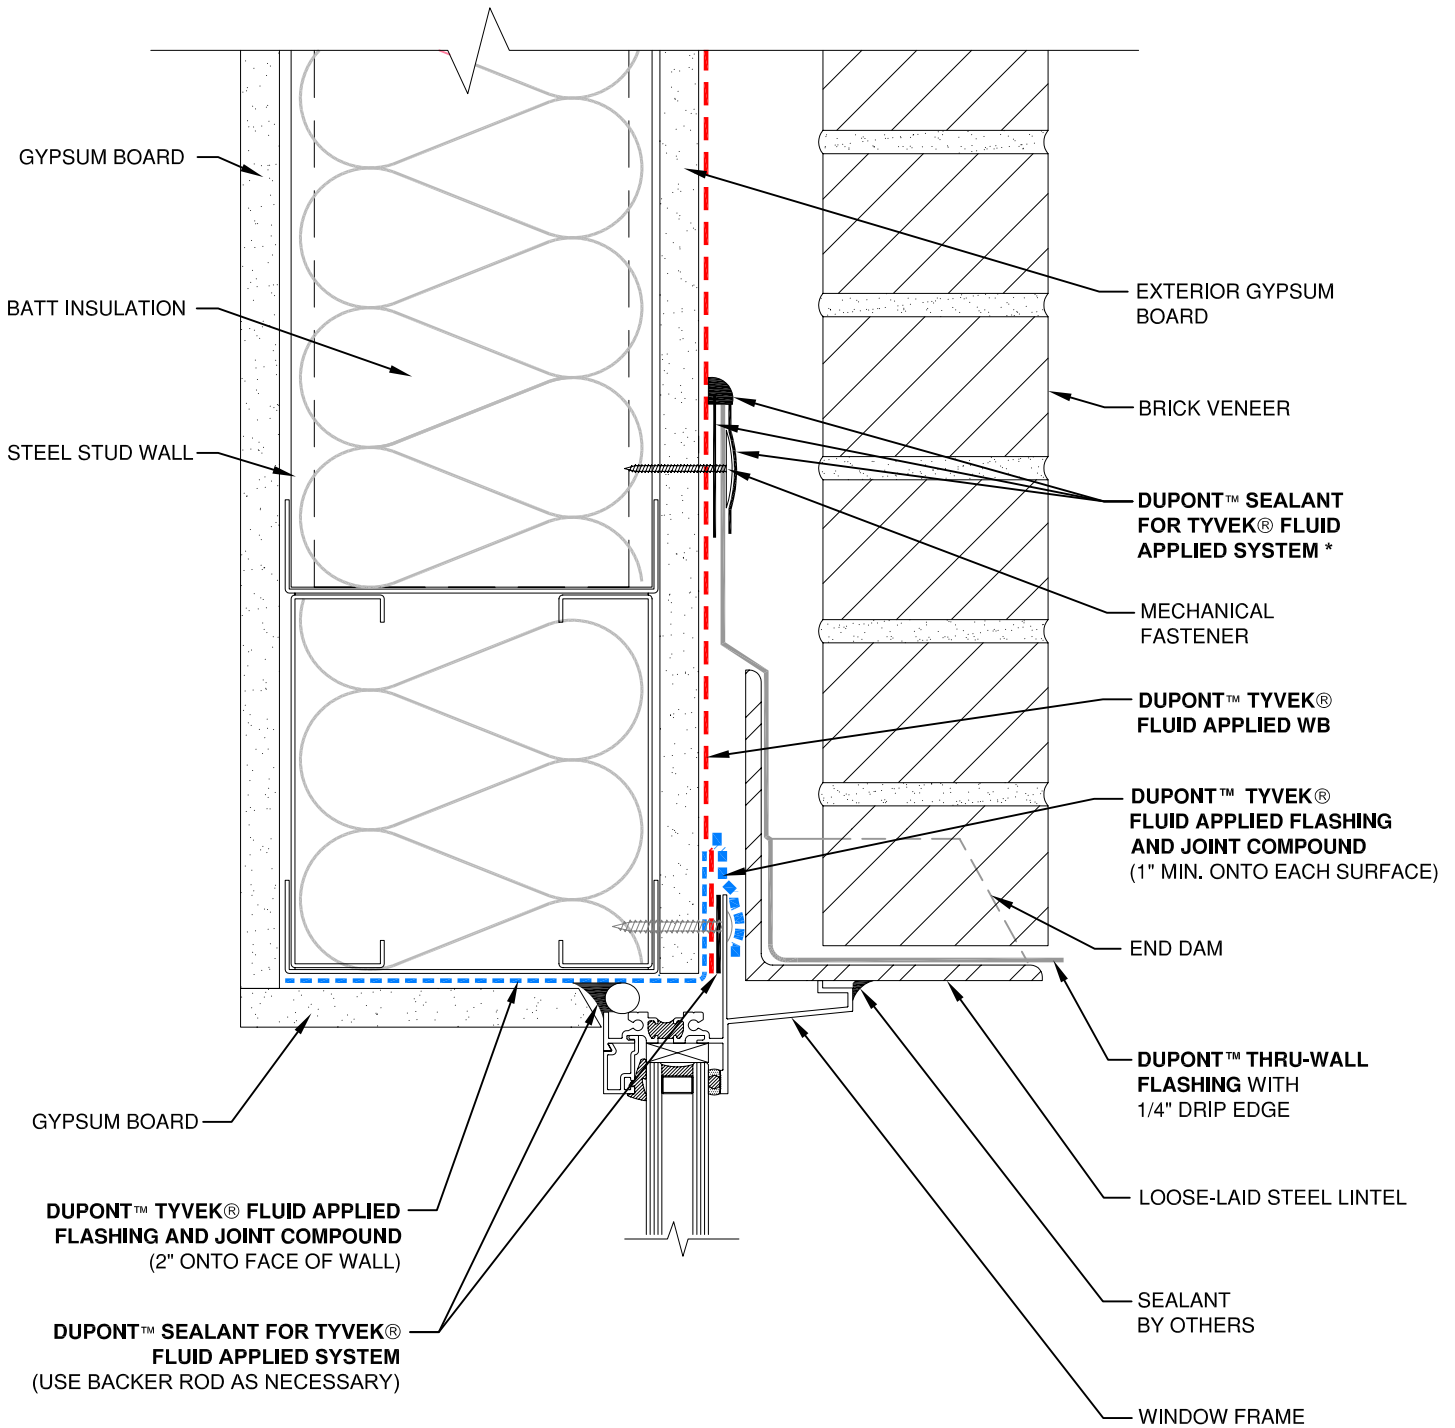 GYPSUM BOARD
BATT INSULATION
STEEL STUD WALL
GYPSUM BOARD
DUPONT™ TYVEK® FLUID APPLIED
FLASHING AND JOINT COMPOUND
(2" ONTO FACE OF WALL)
DUPONT™ SEALANT FOR TYVEK®
FLUID APPLIED SYSTEM
(USE BACKER ROD AS NECESSARY)
EXTERIOR GYPSUM
BOARD
BRICK VENEER
DUPONT™ SEALANT
FOR TYVEK® FLUID
APPLIED SYSTEM *
MECHANICAL
FASTENER
DUPONT™ TYVEK®
FLUID APPLIED WB
DUPONT™ TYVEK®
FLUID APPLIED FLASHING
AND JOINT COMPOUND
(1" MIN. ONTO EACH SURFACE)
END DAM
DUPONT™ THRU-WALL
FLASHING WITH
1/4" DRIP EDGE
LOOSE-LAID STEEL LINTEL
SEALANT
BY OTHERS
WINDOW FRAME